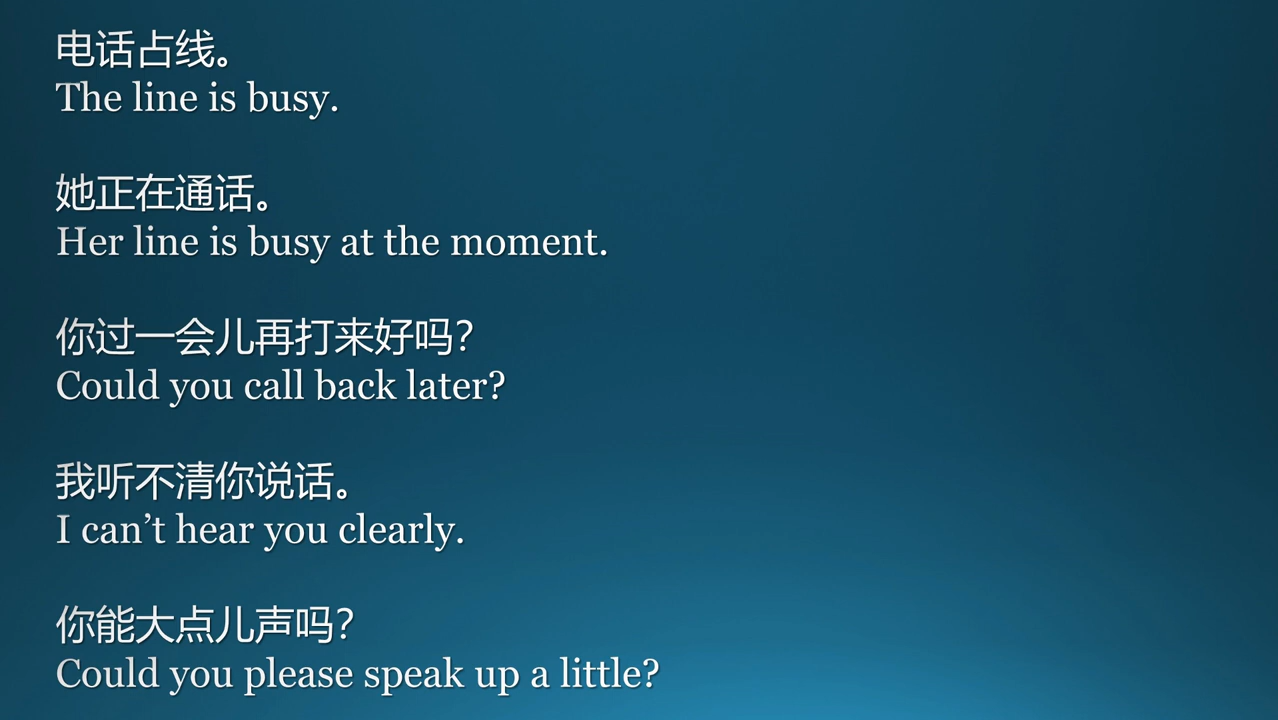 电话占线。
The line is busy.
她正在通话。
Her line is busy at the moment.
你过一会儿再打来好吗？
Could you call back later?
我听不清你说话。
I can’t hear you clearly.
你能大点儿声吗？
Could you please speak up a little?